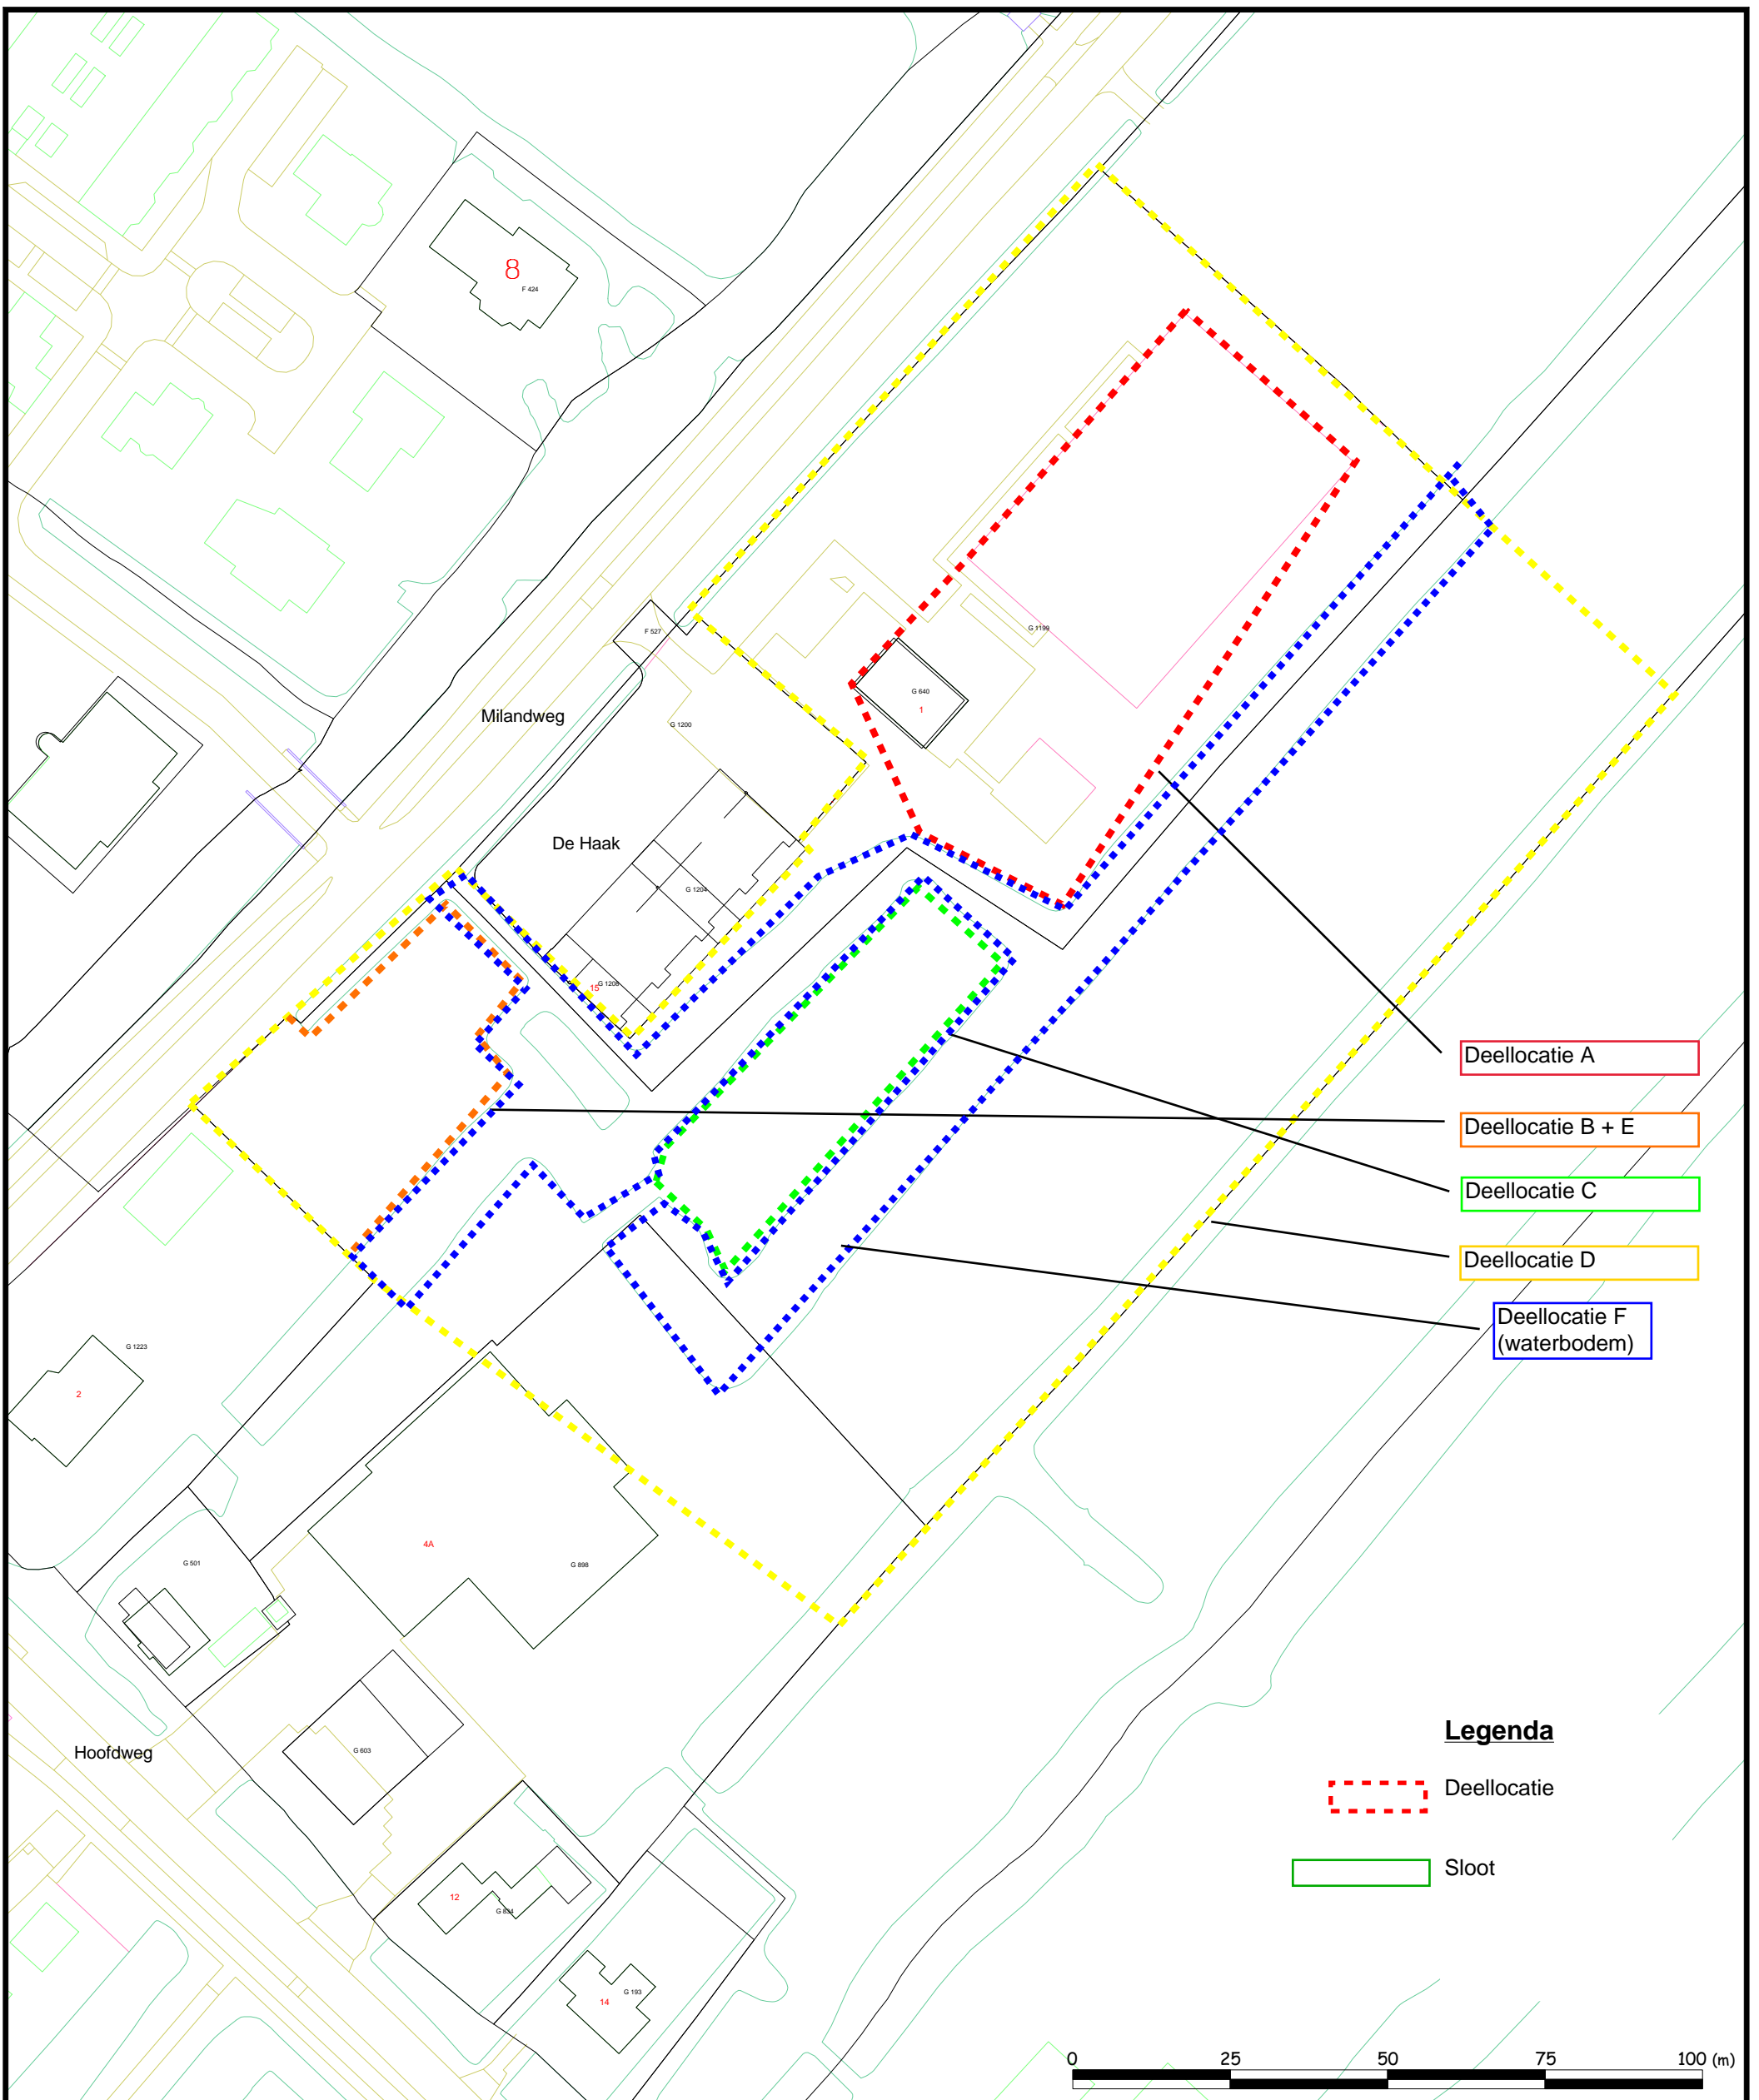 8
F 424
F 527
Milandweg
G 1199
G 640
1
G 1200
De Haak
G 1204
G 1208
15
Deellocatie A
Deellocatie B + E
Deellocatie C
Deellocatie D
Deellocatie F
(waterbodem)
G 1223
2
4A
G 501
G 898
Hoofdweg
G 603
Legenda
Deellocatie
Sloot
12
G 834
G 193
14
0 25 50 75 100 (m)